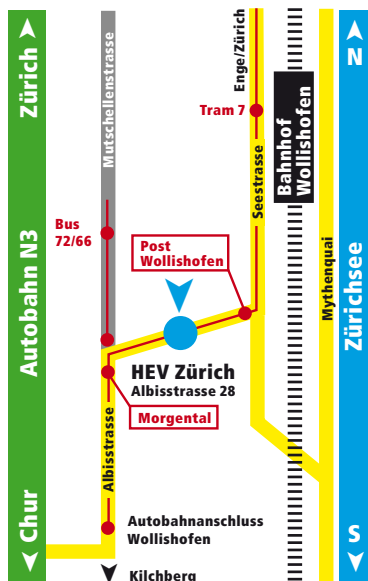 Zürich
Autobahn N3
Chur
Mutschellenstrasse
Enge/Zürich
Tram 7
Bus
72/66
Seestrasse
Bahnhof
Wollishofen
Post
Wollishofen
Mythenquai
N
Zürichsee
S
HEV Zürich
Albisstrasse 28
Morgental
Albisstrasse
Autobahnanschluss
Wollishofen
Kilchberg